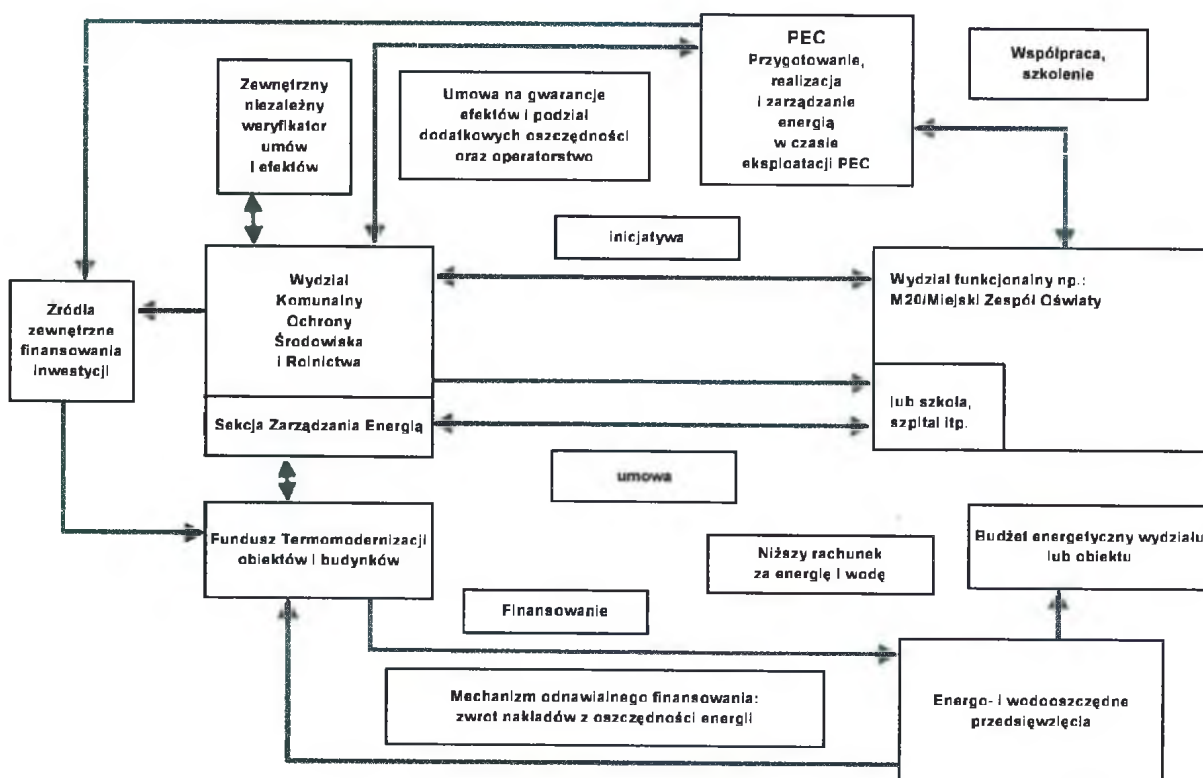 PEC
Przygotowanie,
realizacja
i zarządzanie
energią
w czasie
eksploatacji PEC
Współpraca,
szkolenie
Zewnętrzny
niezależny
weryfikator
umów
i efektów
Umowa na gwarancje
efektów i podział
dodatkowych oszczędności
oraz operatorstwo
inicjatywa
Wydział
Komunalny
Ochrony
Środowiska
i Rolnictwa
Sekcja Zarządzania Energią
Wydział funkcjonalny np.:
M20/Miejski Zespół Oświaty
lub szkoła,
szpital itp.
Zródła
zewnętrzne
finansowania
inwestycji
umowa
Fundusz Termomodernizacji
obiektów i budynków
Niższy rachunek
za energię i wodę
Budżet energetyczny wydziału
lub obiektu
Finansowanie
Mechanizm odnawialnego finansowania:
zwrot nakładów z oszczędności energii
Energo- i wodooszczędne
przedsięwzięcia